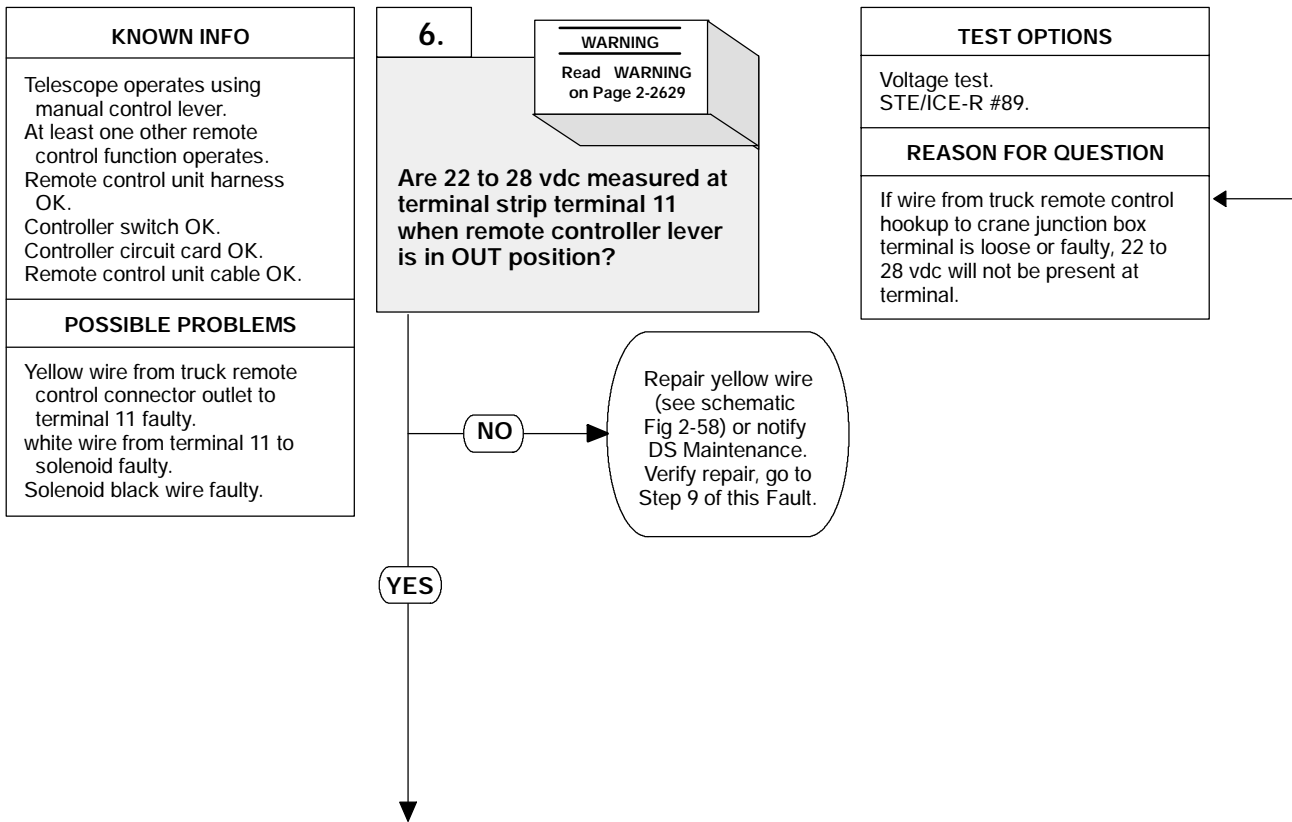 KNOWN INFO
Telescope operates using
manual control lever.
At least one other remote
control function operates.
Remote control unit harness
OK.
Controller switch OK.
Controller circuit card OK.
Remote control unit cable OK.
POSSIBLE PROBLEMS
Yellow wire from truck remote
control connector outlet to
terminal 11 faulty.
white wire from terminal 11 to
solenoid faulty.
Solenoid black wire faulty.
6.
WARNING
Read WARNING
on Page 2-2629
Are 22 to 28 vdc measured at
terminal strip terminal 11
when remote controller lever
is in OUT position?
TEST OPTIONS
Voltage test.
STE/ICE-R #89.
REASON FOR QUESTION
If wire from truck remote control
hookup to crane junction box
terminal is loose or faulty, 22 to
28 vdc will not be present at
terminal.
NO
Repair yellow wire
(see schematic
Fig 2-58) or notify
DS Maintenance.
Verify repair, go to
Step 9 of this Fault.
YES